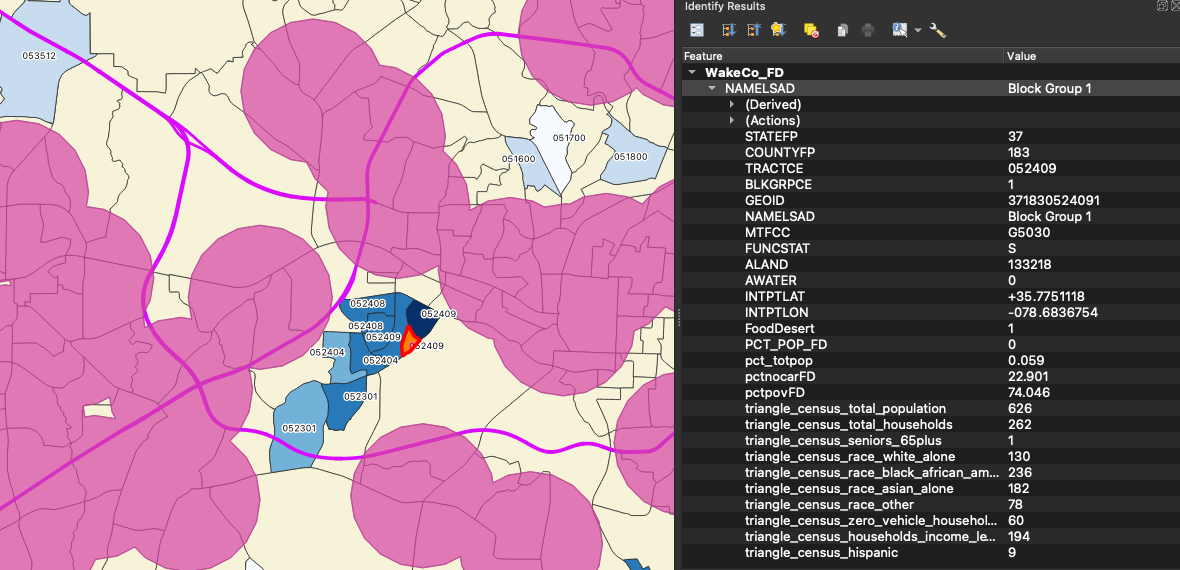 Identify Results
Feature Value
WakeCo_FD
NAMELSAD Block Group 1
(Derived)
(Actions)
STATEFP 37
COUNTYFP 183
TRACTCE 052409
BLKGRPCE 1
GEOID 371830524091
NAMELSAD Block Group 1
MTFCC G5030
FUNCSTAT S
ALAND 133218
AWATER 0
INTPTLAT +35.7751118
INTPTLON -078.6836754
FoodDesert 1
PCT_POP_FD 0
pct_totpop 0.059
pctnocarFD 22.901
pctpovFD 74.046
triangle_census_total_population 626
triangle_census_total_households 262
triangle_census_seniors_65plus 1
triangle_census_race_white_alone 130
triangle_census_race_black_african_am... 236
triangle_census_race_asian_alone 182
triangle_census_race_other 78
triangle_census_zero_vehicle_househol... 60
triangle_census_households_income_le... 194
triangle_census_hispanic 9
053512
051700
051600
051800
052408
052409
052408
052409
052409
052404
052404
052301
052301